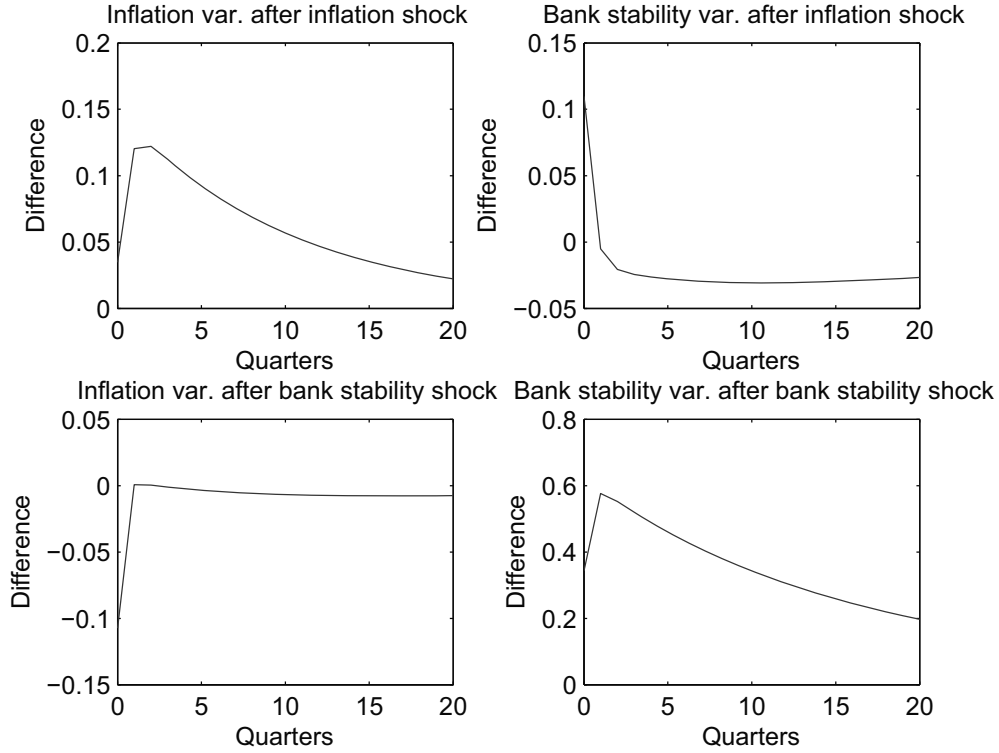 Inflation var. after inflation shock
0.2
0.15
0.1
0.05
0
Difference
0 5 10 15 20
Quarters
Bank stability var. after inflation shock
0.15
0.1
0.05
0
−0.05
Difference
0 5 10 15 20
Quarters
Inflation var. after bank stability shock
0.05
0
−0.05
−0.1
−0.15
Difference
0 5 10 15 20
Quarters
Bank stability var. after bank stability shock
0.8
0.6
0.4
0.2
0
Difference
0 5 10 15 20
Quarters